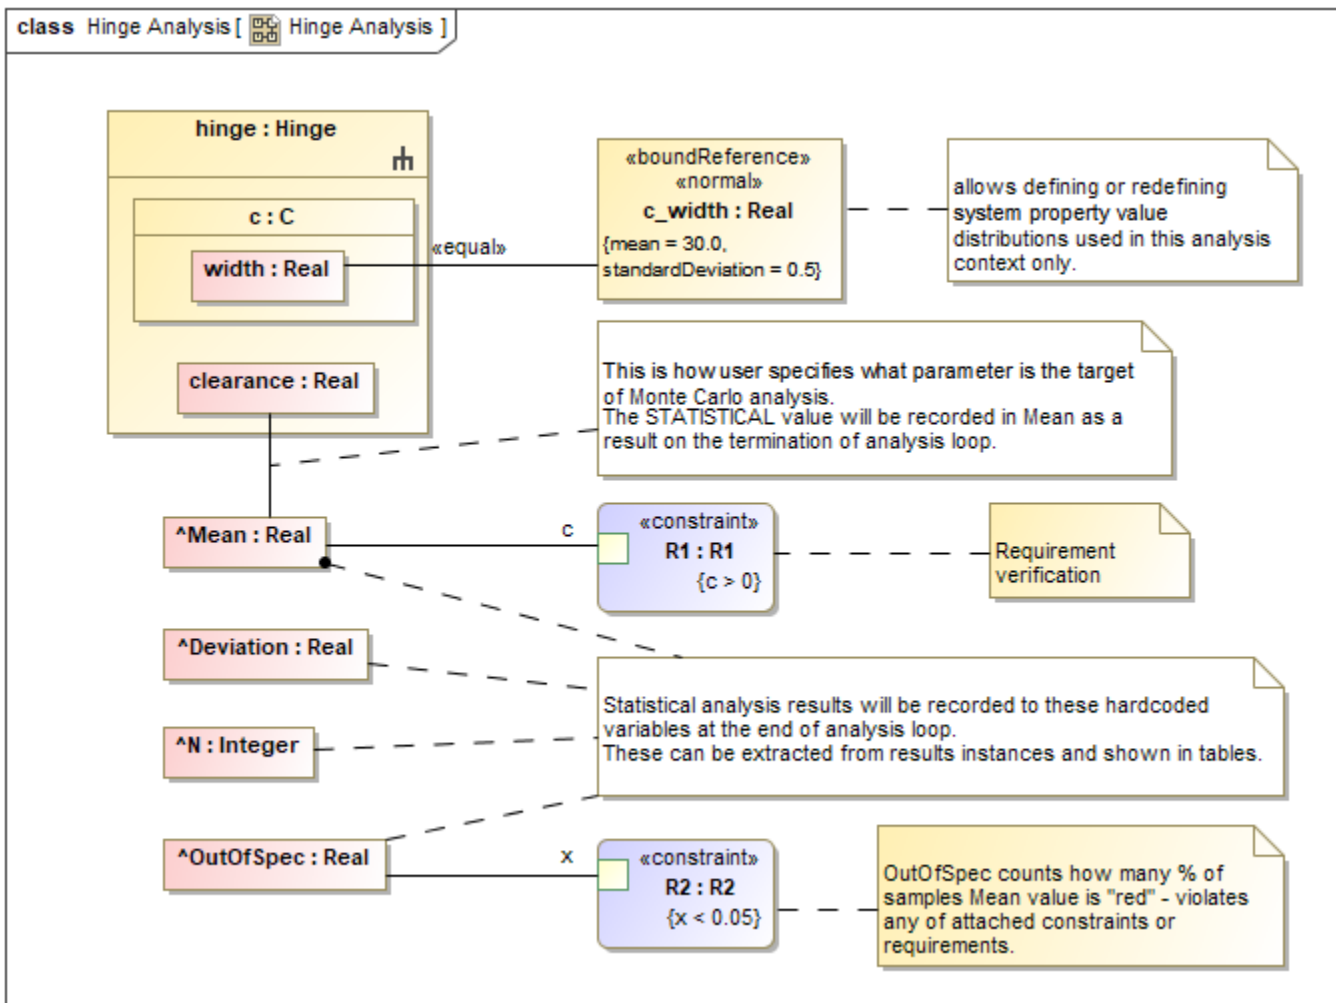 class Hinge Analysis [ Hinge Analysis ]
hinge : Hinge
c : C
width : Real
clearance : Real
«equal»
«boundReference»
«normal»
c_width : Real
{mean = 30.0,
standardDeviation = 0.5}
allows defining or redefining
system property value
distributions used in this analysis
context only.
This is how user specifies what parameter is the target
of Monte Carlo analysis.
The STATISTICAL value will be recorded in Mean as a
result on the termination of analysis loop.
^Mean : Real
c
«constraint»
R1 : R1
{c > 0}
Requirement
verification
^Deviation : Real
^N : Integer
Statistical analysis results will be recorded to these hardcoded
variables at the end of analysis loop.
These can be extracted from results instances and shown in tables.
^OutOfSpec : Real
x
«constraint»
R2 : R2
{x < 0.05}
OutOfSpec counts how many % of
samples Mean value is "red" - violates
any of attached constraints or
requirements.